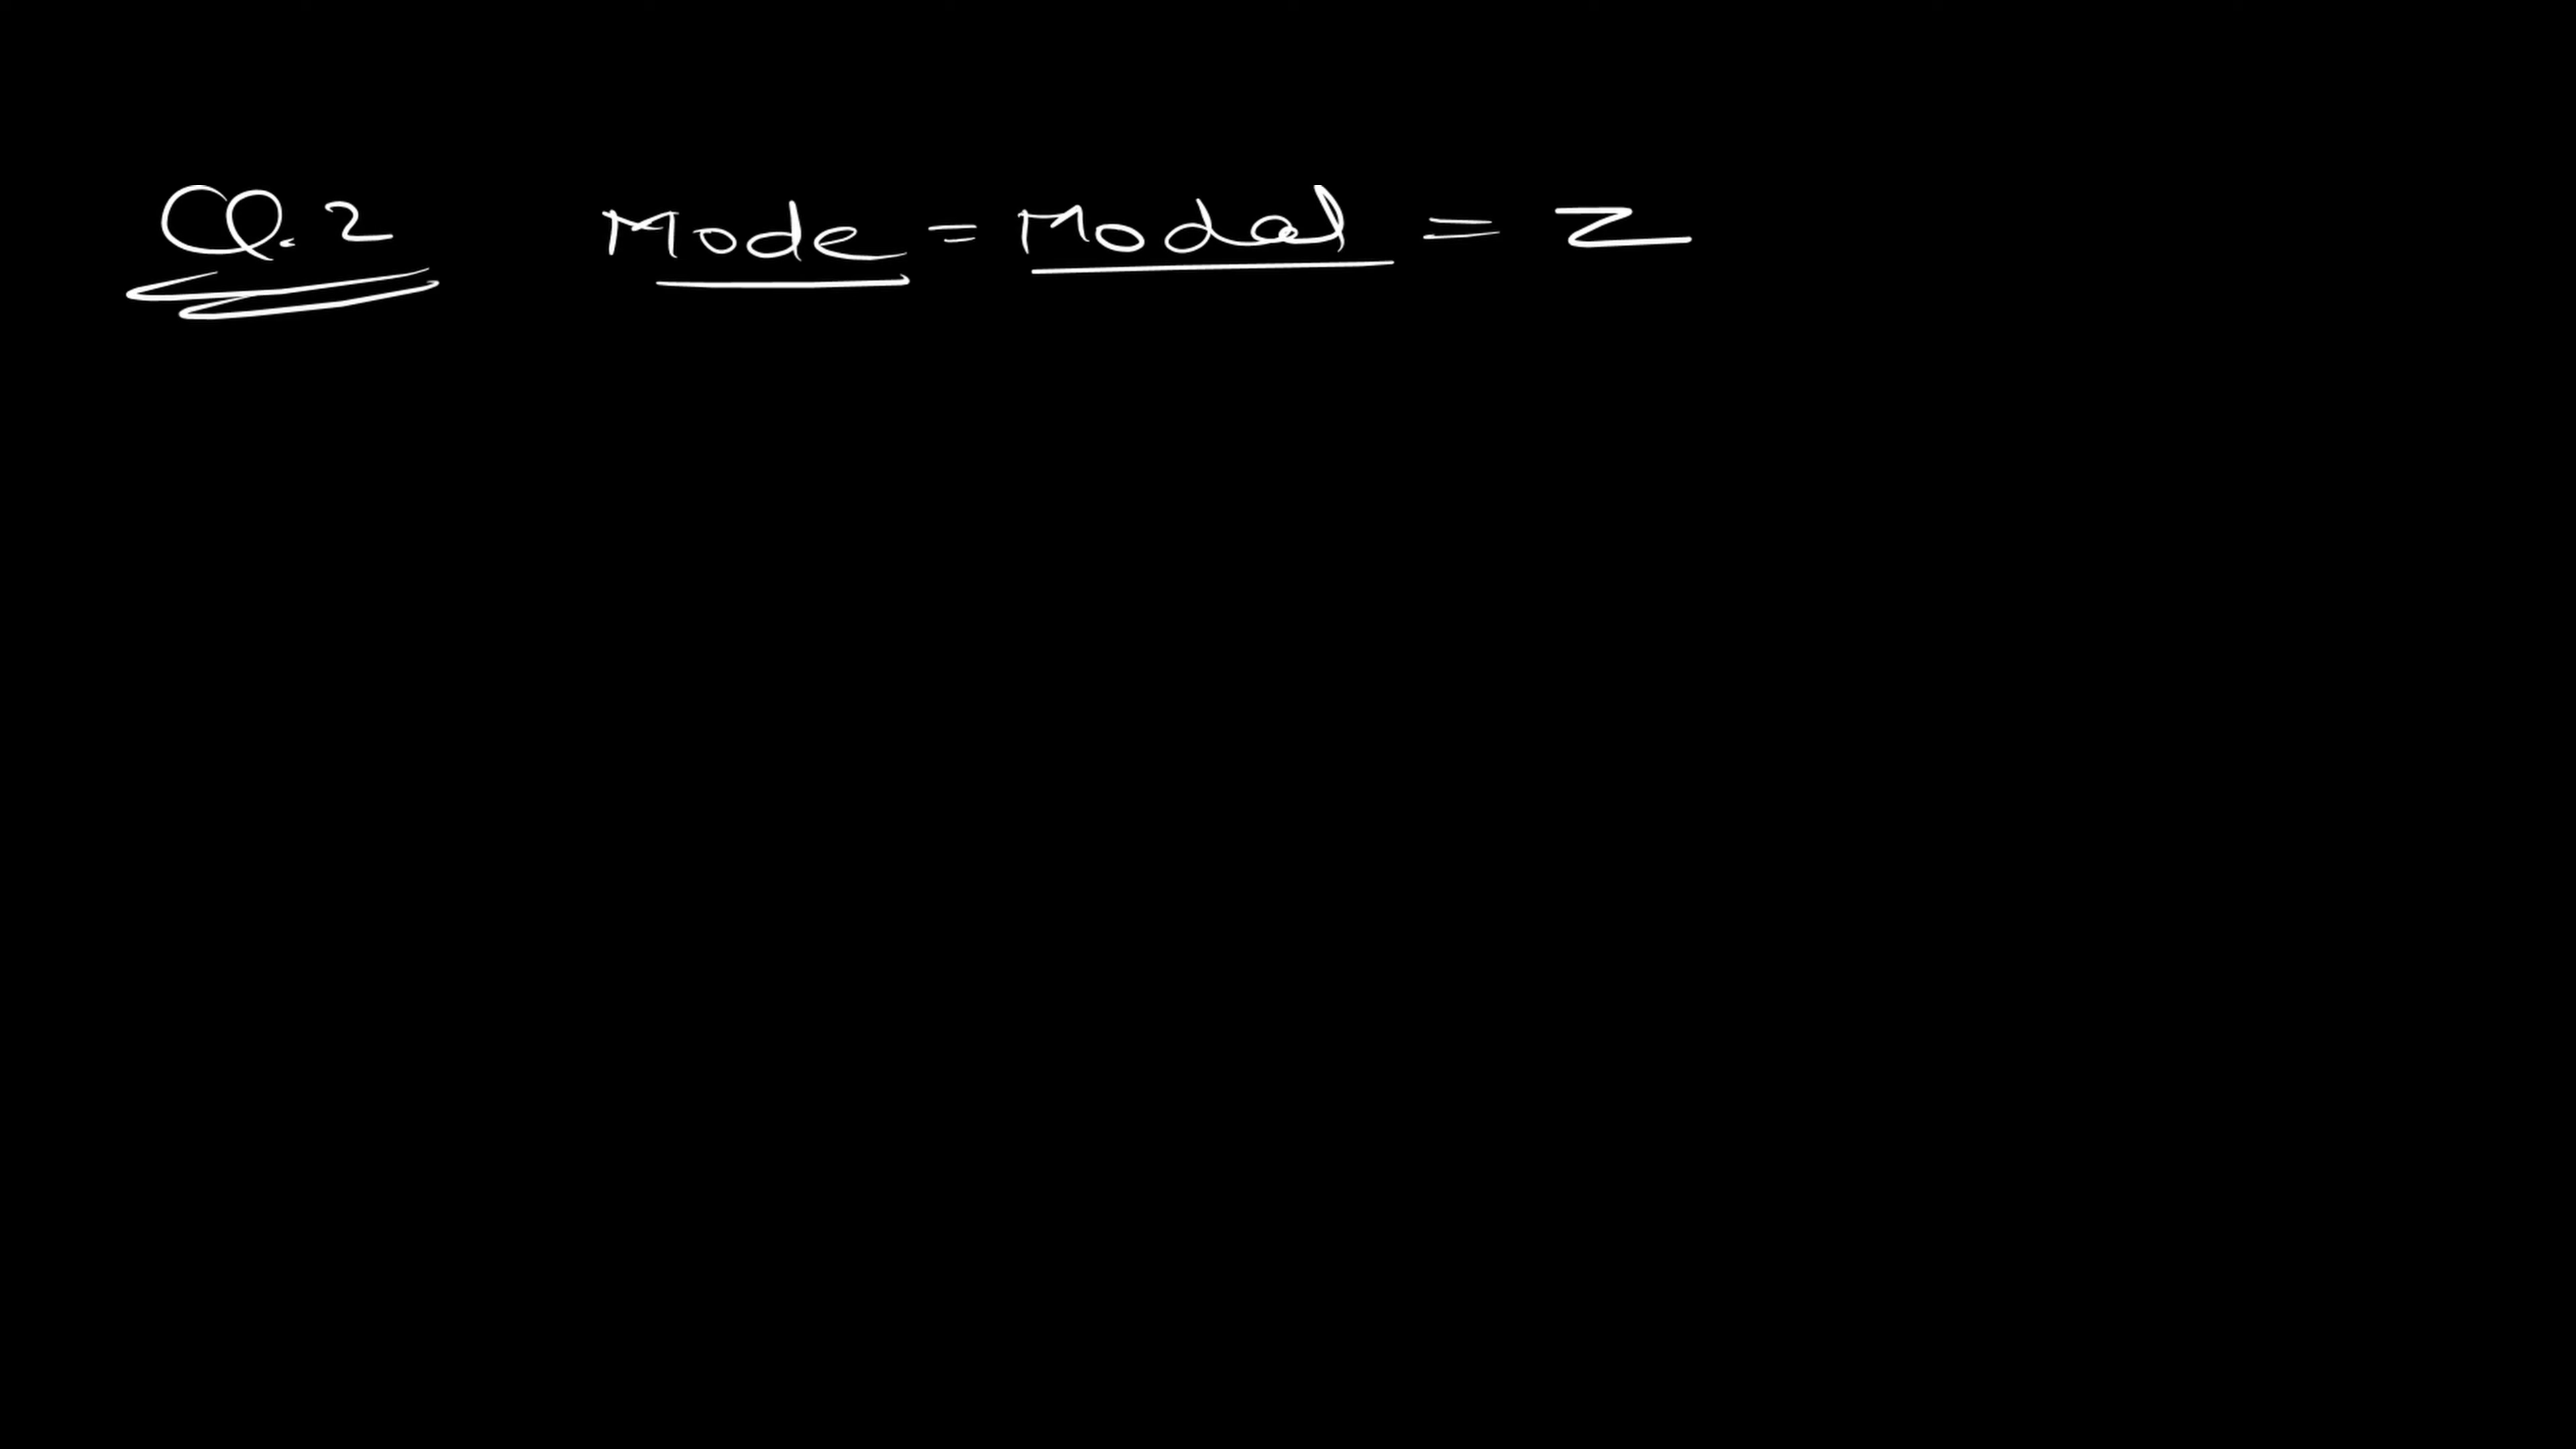 Q.2 Mode = Modal = Z